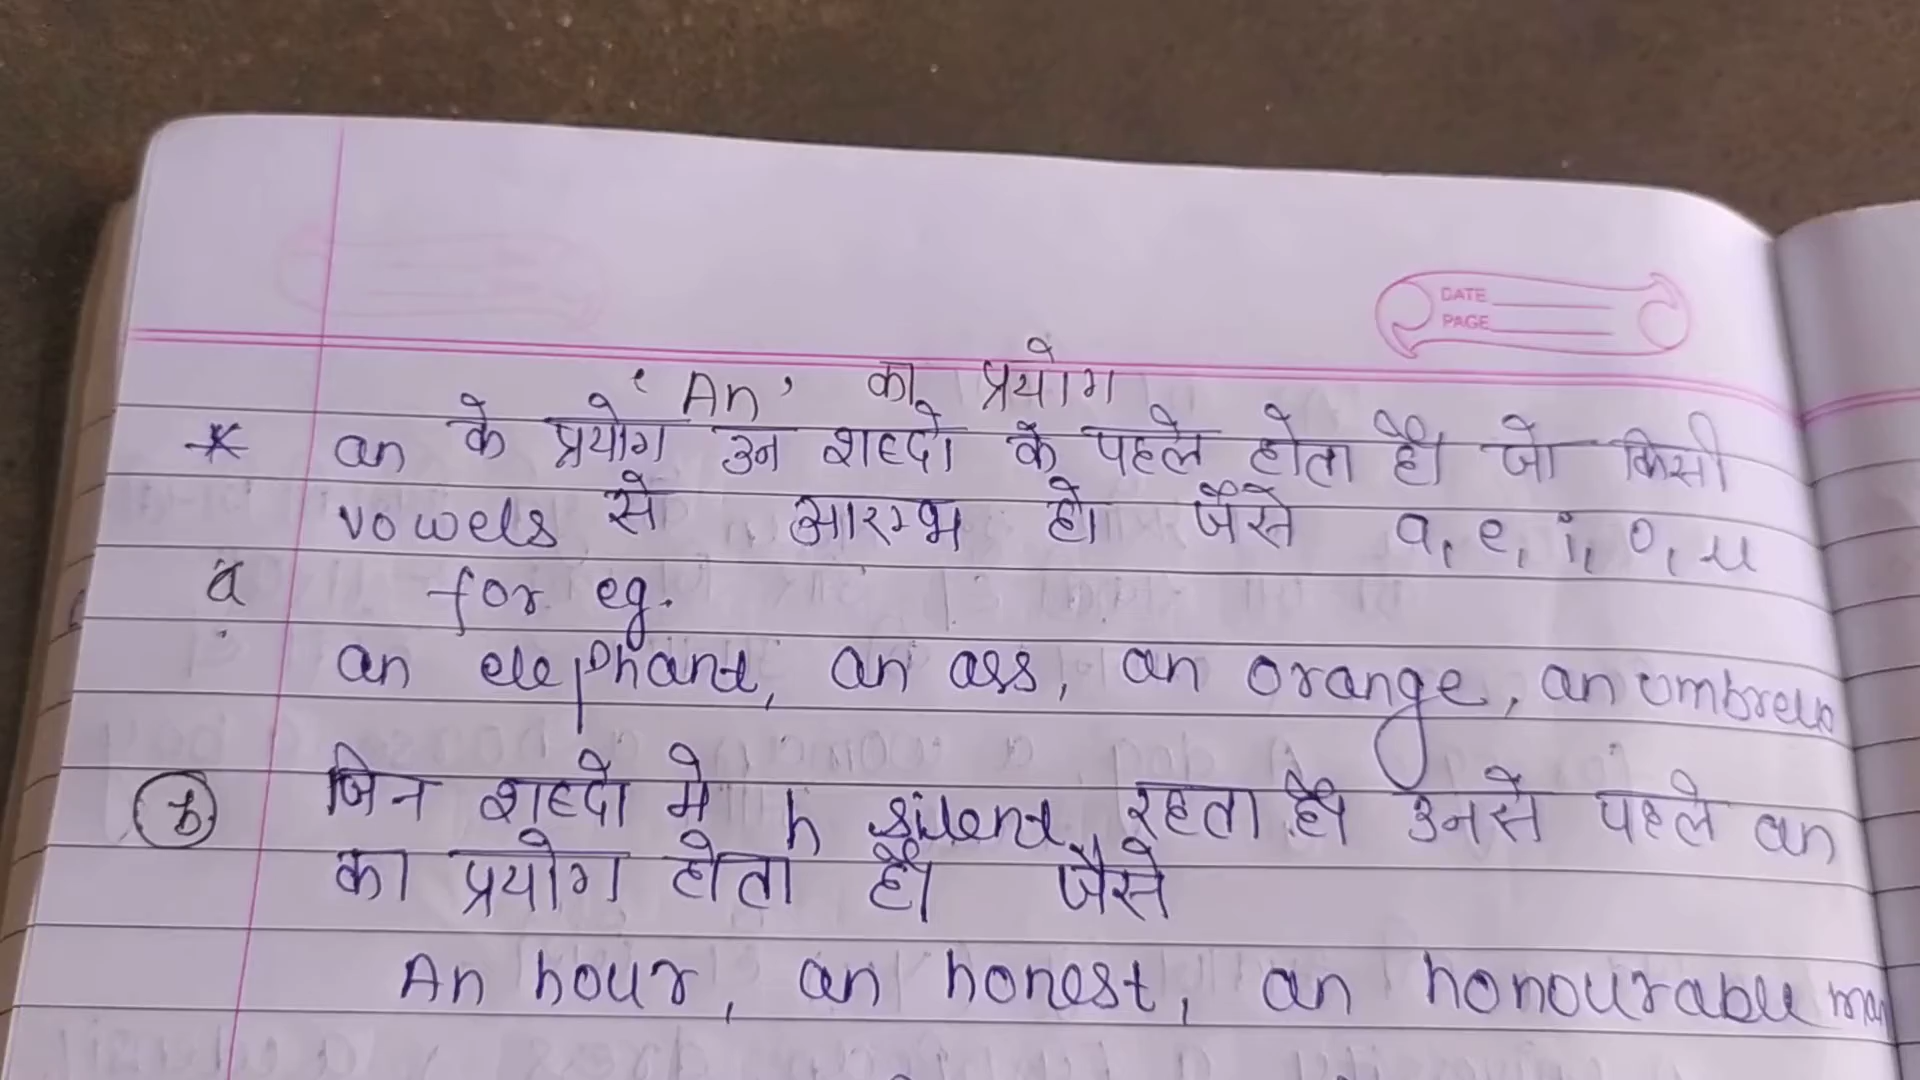 DATE
PAGE
'An' का प्रयोग
* an के प्रयोग उन शब्दो के पहले होता है। जो किसी
vowels से आरम्भ हो जैसे a, e, i, o, u
a for eg.
an elephant, an ass, an orange, an umbrella
b जिन शब्दो मे h silent रहता है। उनसे पहले an
का प्रयोग होता है। जैसे
An hour, an honest, an honourable man